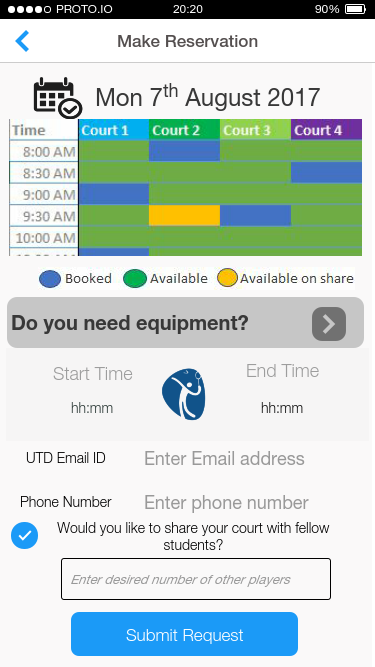 PROTO.IO 20:20 90%
Make Reservation
Mon 7th August 2017
Time Court 1 Court 2 Court 3 Court 4
8:00 AM
8:30 AM
9:00 AM
9:30 AM
10:00 AM
Booked Available Available on share
Do you need equipment?
Start Time End Time
hh:mm hh:mm
UTD Email ID Enter Email address
Phone Number Enter phone number
Would you like to share your court with fellow
students?
Enter desired number of other players
Submit Request